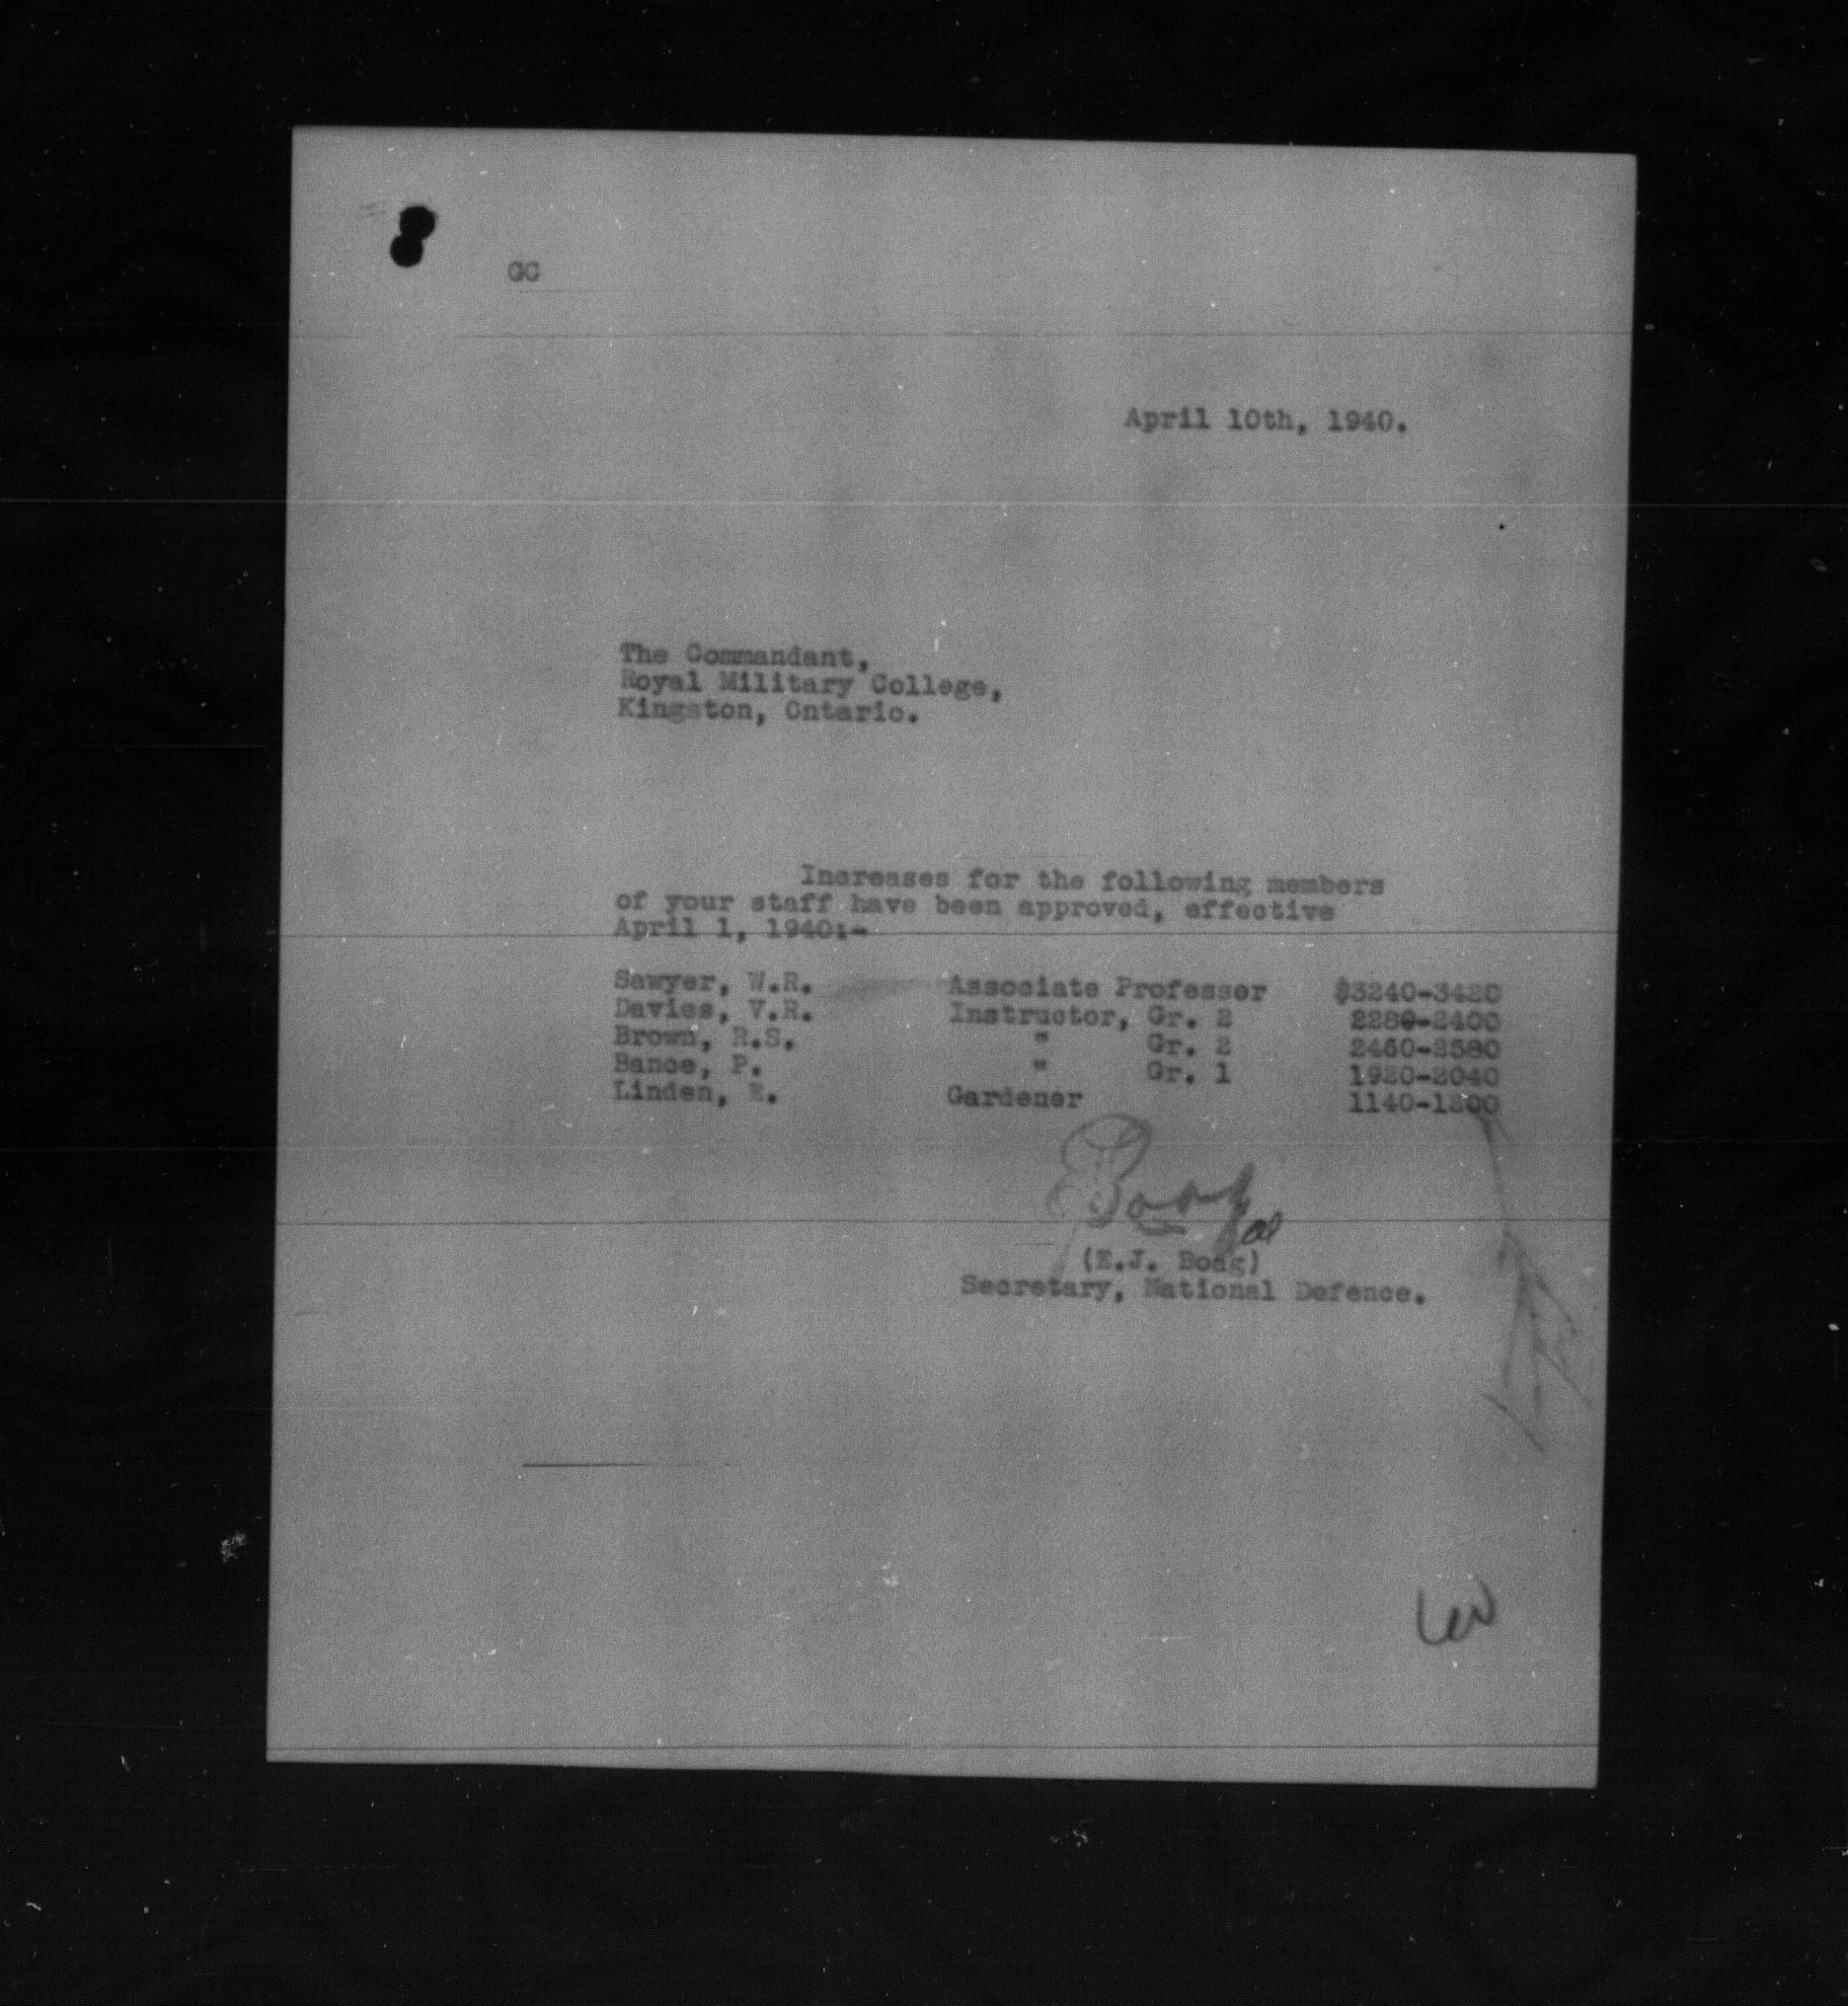 GC
April 10th, 1940.
The Commandant,
Royal Military College,
Kingston, Ontario.
Increases for the following members
of your staff have been approved, effective
April 1, 1940:-
Sawyer, W.R. Associate Professor $3240-3420
Davies, V.R. Instructor, Gr. 2 2280-2400
Brown, R.S. " Gr. 2 2460-2580
Bance, P. " Gr. 1 1920-2040
Linden, E. Gardener 1140-1200
EJBoag
(E.J. Boag)
Secretary, National Defence.